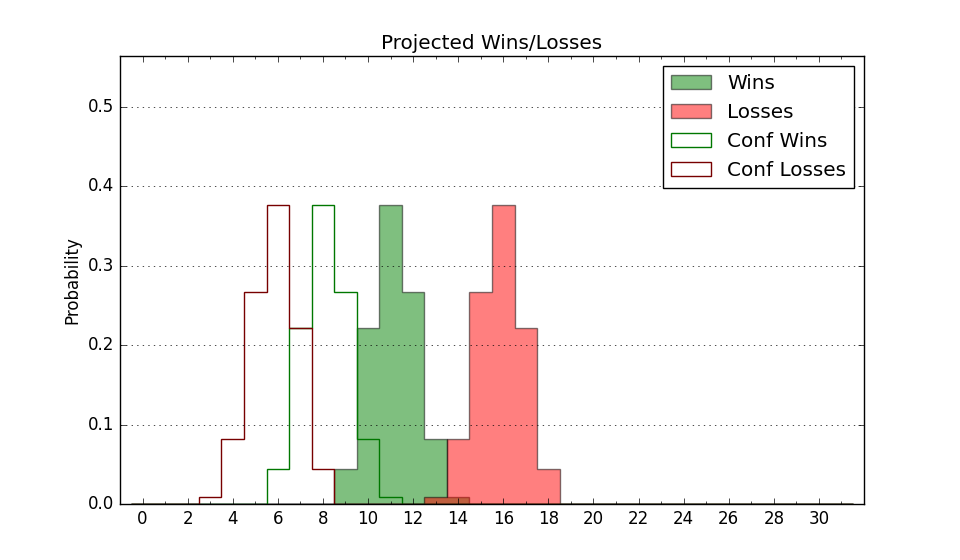 Projected Wins/Losses
Wins
Losses
Conf Wins
Conf Losses
Probability
0.5
0.4
0.3
0.2
0.1
0.0
0 2 4 6 8 10 12 14 16 18 20 22 24 26 28 30